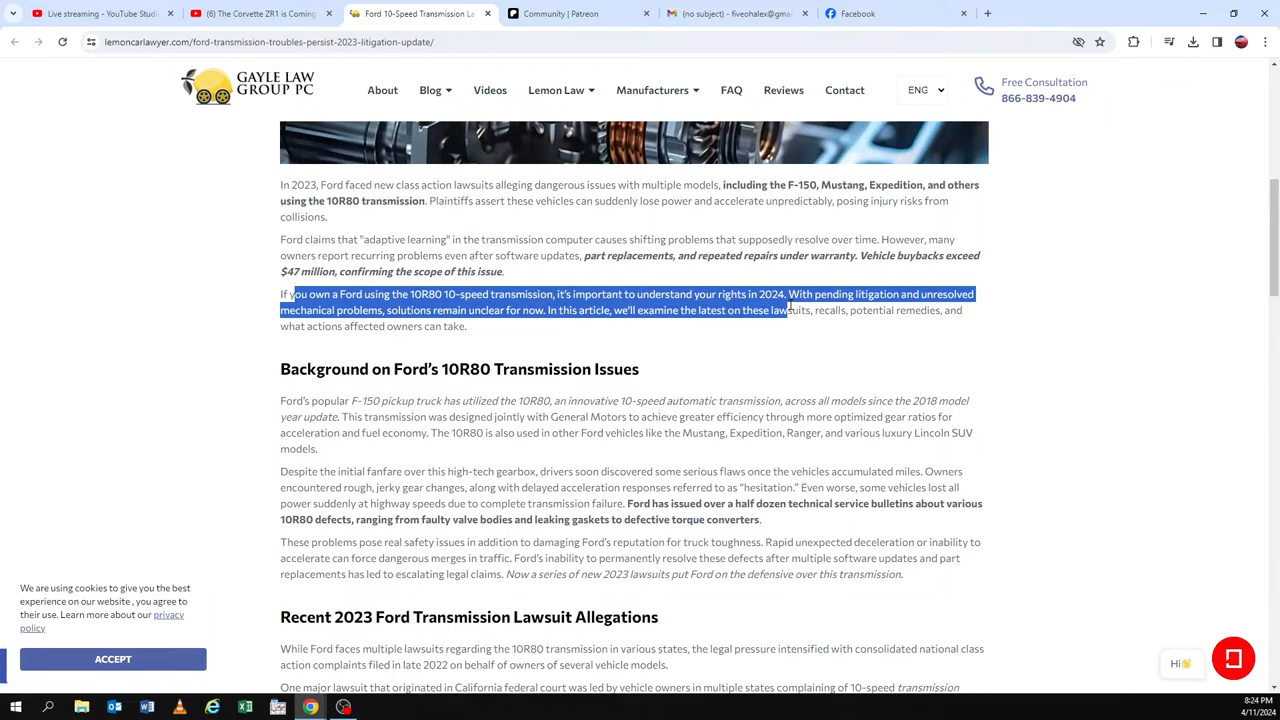 Live streaming - YouTube Studi
(6) The Corvette ZR1 is Coming
Ford 10-Speed Transmission La
Community | Patreon
(no subject) - fiveohalex@gma
Facebook
lemoncarlawyer.com/ford-transmission-troubles-persist-2023-litigation-update/
GAYLE LAW
GROUP PC
About
Blog
Videos
Lemon Law
Manufacturers
FAQ
Reviews
Contact
ENG
Free Consultation
866-839-4904
In 2023, Ford faced new class action lawsuits alleging dangerous issues with multiple models, including the F-150, Mustang, Expedition, and others
using the 10R80 transmission. Plaintiffs assert these vehicles can suddenly lose power and accelerate unpredictably, posing injury risks from
collisions.
Ford claims that "adaptive learning" in the transmission computer causes shifting problems that supposedly resolve over time. However, many
owners report recurring problems even after software updates, part replacements, and repeated repairs under warranty. Vehicle buybacks exceed
$47 million, confirming the scope of this issue.
If you own a Ford using the 10R80 10-speed transmission, it's important to understand your rights in 2024. With pending litigation and unresolved
mechanical problems, solutions remain unclear for now. In this article, we'll examine the latest on these lawsuits, recalls, potential remedies, and
what actions affected owners can take.
Background on Ford's 10R80 Transmission Issues
Ford's popular F-150 pickup truck has utilized the 10R80, an innovative 10-speed automatic transmission, across all models since the 2018 model
year update. This transmission was designed jointly with General Motors to achieve greater efficiency through more optimized gear ratios for
acceleration and fuel economy. The 10R80 is also used in other Ford vehicles like the Mustang, Expedition, Ranger, and various luxury Lincoln SUV
models.
Despite the initial fanfare over this high-tech gearbox, drivers soon discovered some serious flaws once the vehicles accumulated miles. Owners
encountered rough, jerky gear changes, along with delayed acceleration responses referred to as "hesitation." Even worse, some vehicles lost all
power suddenly at highway speeds due to complete transmission failure. Ford has issued over a half dozen technical service bulletins about various
10R80 defects, ranging from faulty valve bodies and leaking gaskets to defective torque converters.
These problems pose real safety issues in addition to damaging Ford's reputation for truck toughness. Rapid unexpected deceleration or inability to
accelerate can force dangerous merges in traffic. Ford's inability to permanently resolve these defects after multiple software updates and part
replacements has led to escalating legal claims. Now a series of new 2023 lawsuits put Ford on the defensive over this transmission.
Recent 2023 Ford Transmission Lawsuit Allegations
While Ford faces multiple lawsuits regarding the 10R80 transmission in various states, the legal pressure intensified with consolidated national class
action complaints filed in late 2022 on behalf of owners of several vehicle models.
One major lawsuit that originated in California federal court was led by vehicle owners in multiple states complaining of 10-speed transmission
We are using cookies to give you the best
experience on our website , you agree to
their use. Learn more about our privacy
policy
ACCEPT
Hi👋
8:24 PM
4/11/2024